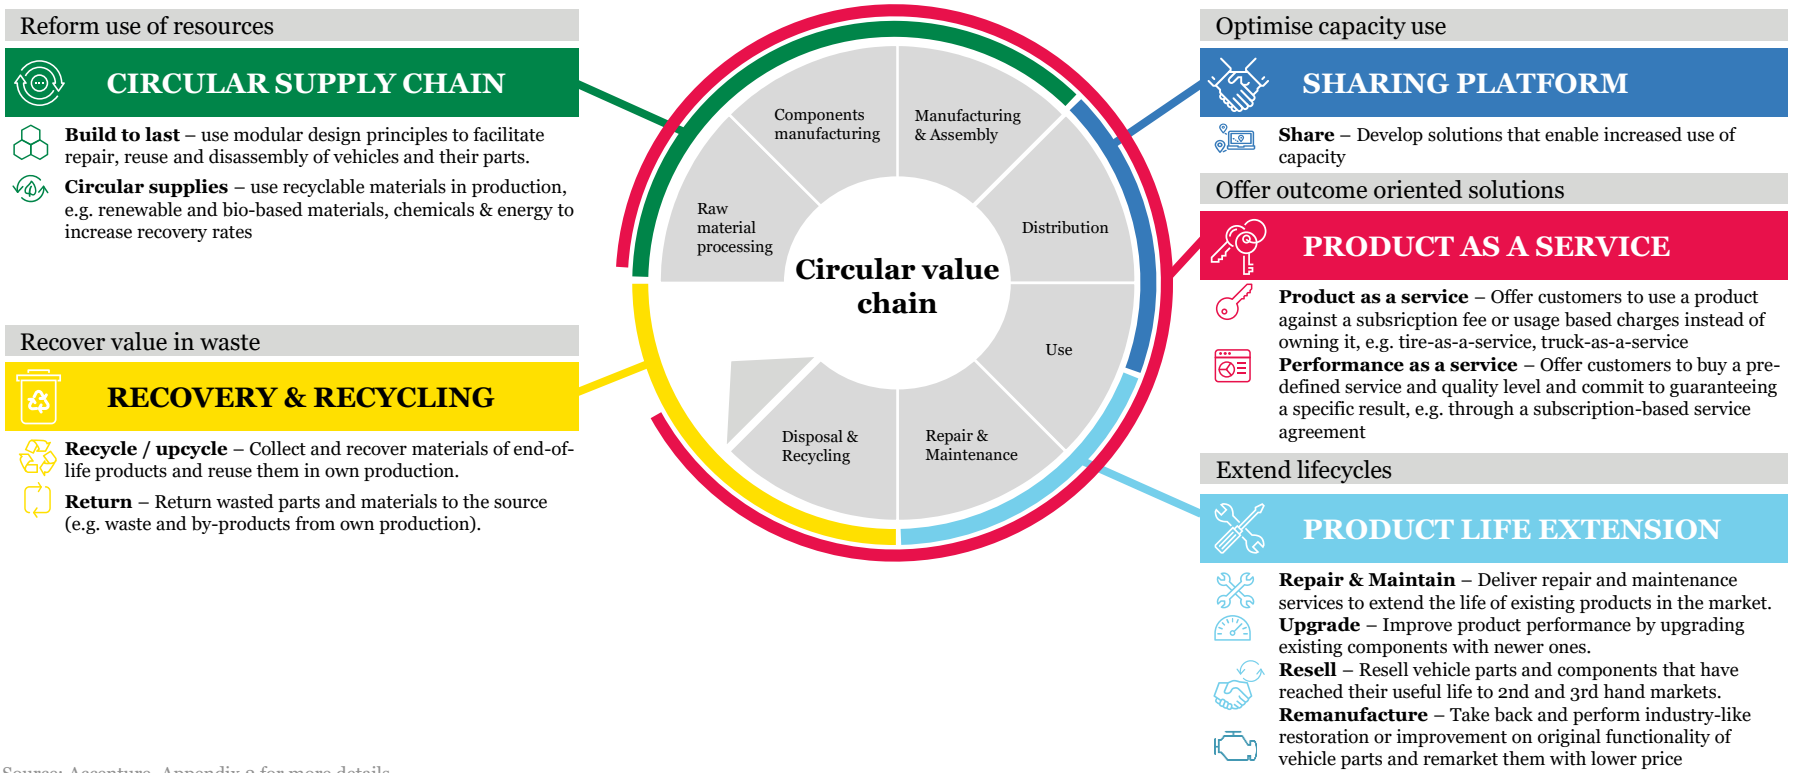 Reform use of resources
CIRCULAR SUPPLY CHAIN
Build to last – use modular design principles to facilitate
repair, reuse and disassembly of vehicles and their parts.
Circular supplies – use recyclable materials in production,
e.g. renewable and bio-based materials, chemicals & energy to
increase recovery rates
Recover value in waste
RECOVERY & RECYCLING
Recycle / upcycle – Collect and recover materials of end-of-
life products and reuse them in own production.
Return – Return wasted parts and materials to the source
(e.g. waste and by-products from own production).
Components
manufacturing
Manufacturing
& Assembly
Raw
material
processing
Distribution
Circular value
chain
Use
Disposal &
Recycling
Repair &
Maintenance
Optimise capacity use
SHARING PLATFORM
Share – Develop solutions that enable increased use of
capacity
Offer outcome oriented solutions
PRODUCT AS A SERVICE
Product as a service – Offer customers to use a product
against a subsricption fee or usage based charges instead of
owning it, e.g. tire-as-a-service, truck-as-a-service
Performance as a service – Offer customers to buy a pre-
defined service and quality level and commit to guaranteeing
a specific result, e.g. through a subscription-based service
agreement
Extend lifecycles
PRODUCT LIFE EXTENSION
Repair & Maintain – Deliver repair and maintenance
services to extend the life of existing products in the market.
Upgrade – Improve product performance by upgrading
existing components with newer ones.
Resell – Resell vehicle parts and components that have
reached their useful life to 2nd and 3rd hand markets.
Remanufacture – Take back and perform industry-like
restoration or improvement on original functionality of
vehicle parts and remarket them with lower price
Source: Accenture, Appendix for more details